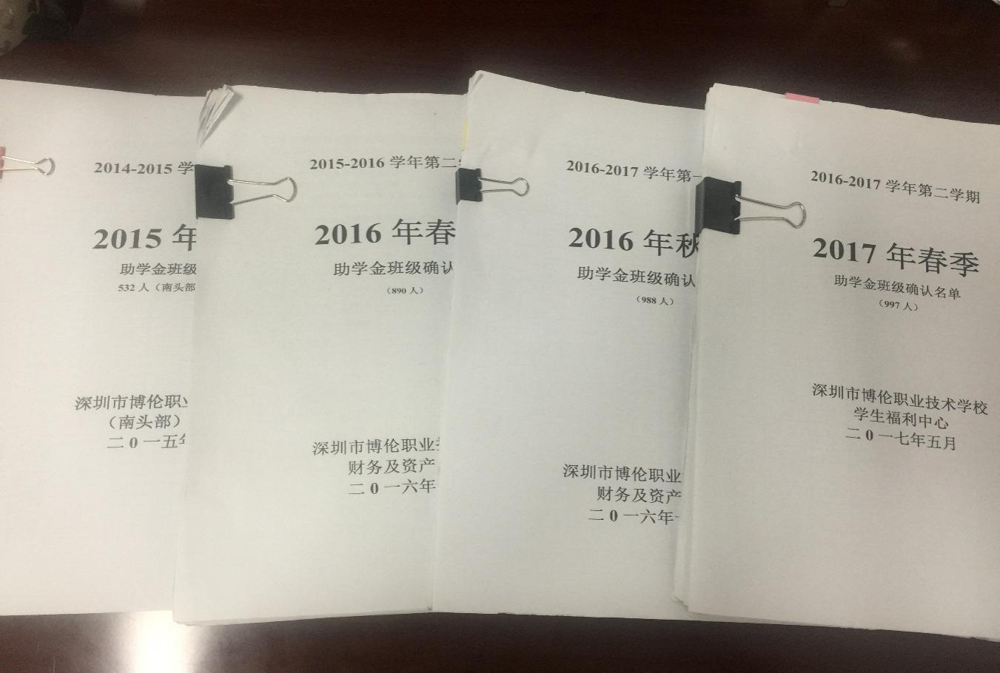 2014-2015 学
2015 年
助学金班级
532 人（南头部
深圳市博伦职业
（南头部）
二 0 一五年
2015-2016 学年第二学
2016 年春
助学金班级确认
（890 人）
深圳市博伦职业
财务及资产
二 0 一六年
2016-2017 学年第一
2016 年秋
助学金班级确认
（988 人）
深圳市博伦职业
财务及资产
二 0 一六年
2016-2017 学年第二学期
2017 年春季
助学金班级确认名单
（997 人）
深圳市博伦职业技术学校
学生福利中心
二 0 一七年五月